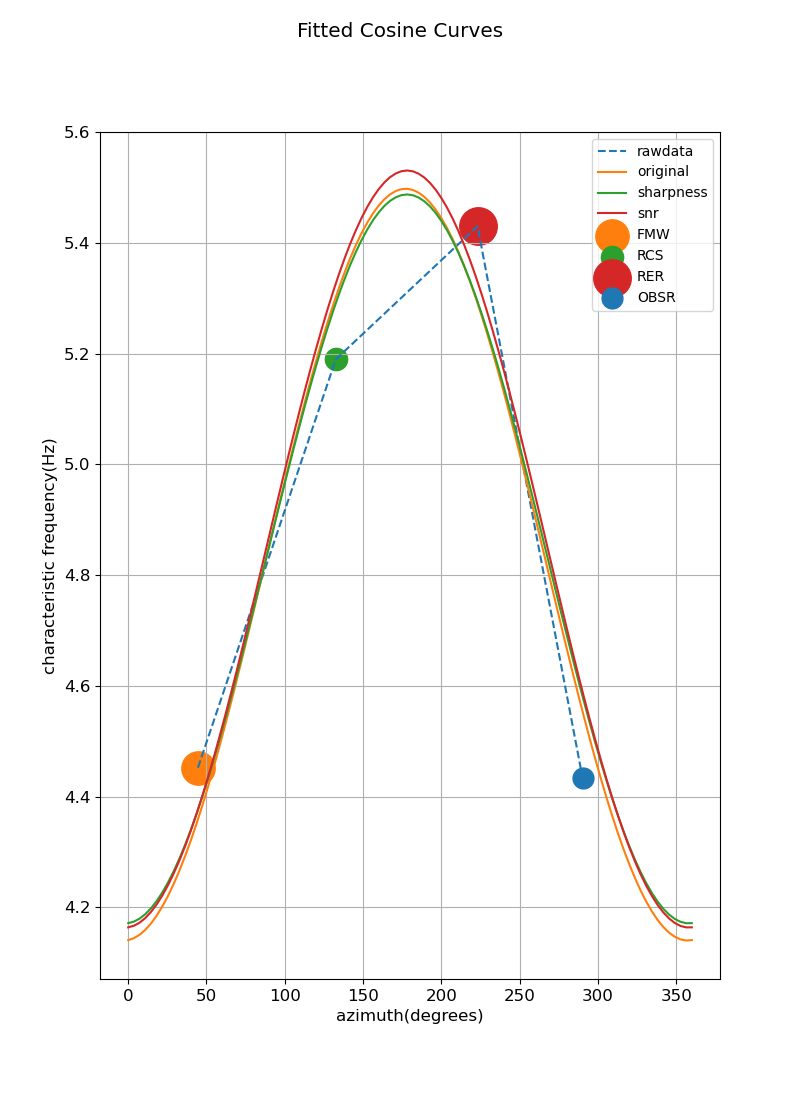 Fitted Cosine Curves
5.6
5.4
5.2
5.0
4.8
4.6
4.4
4.2
characteristic frequency(Hz)
rawdata
original
sharpness
snr
FMW
RCS
RER
OBSR
0 50 100 150 200 250 300 350
azimuth(degrees)